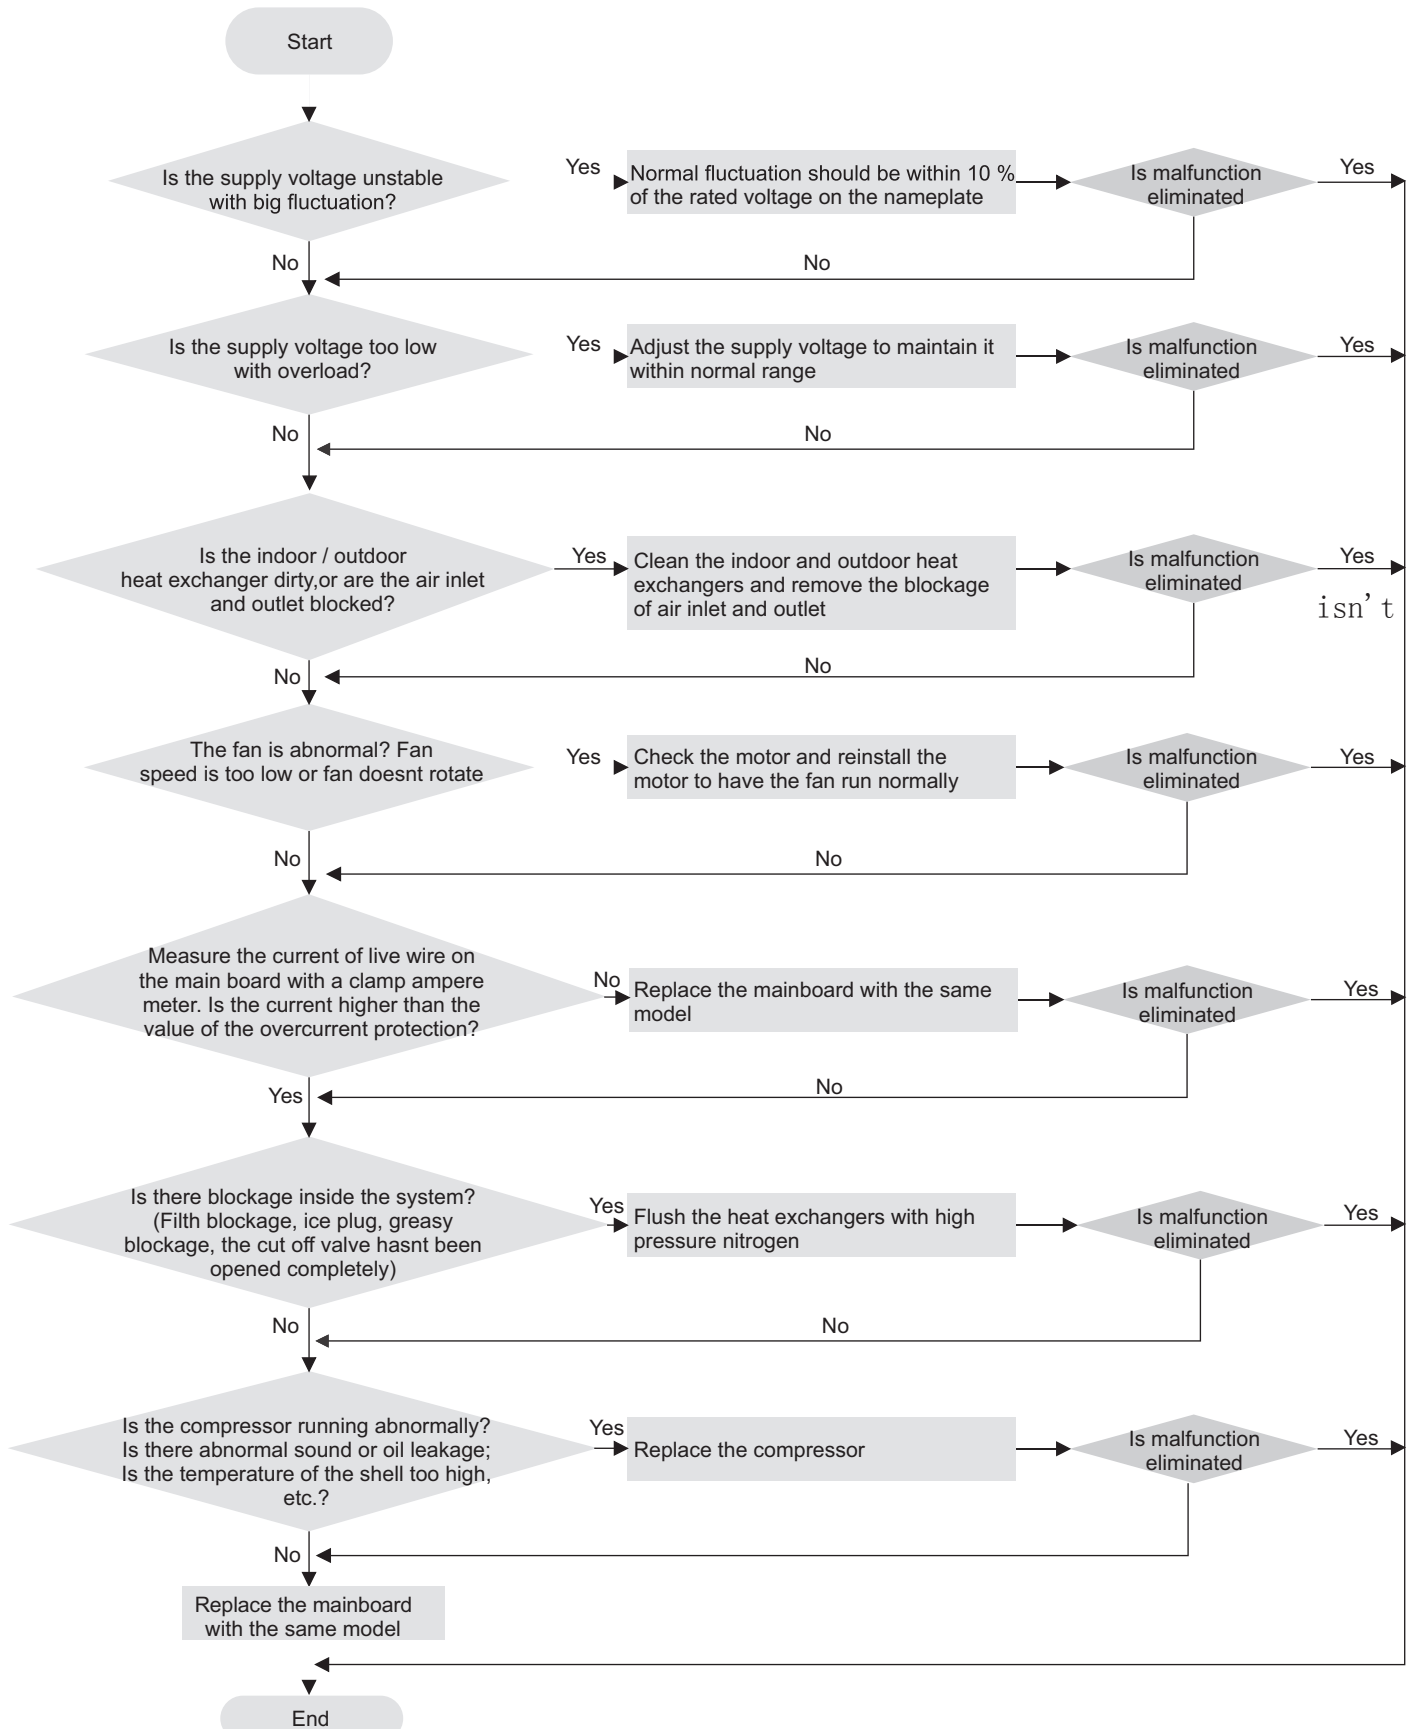 Start
Is the supply voltage unstable
with big fluctuation?
Yes
Normal fluctuation should be within 10 %
of the rated voltage on the nameplate
Is malfunction
eliminated
Yes
No
No
Is the supply voltage too low
with overload?
Yes
Adjust the supply voltage to maintain it
within normal range
Is malfunction
eliminated
Yes
No
No
Is the indoor / outdoor
heat exchanger dirty,or are the air inlet
and outlet blocked?
Yes
Clean the indoor and outdoor heat
exchangers and remove the blockage
of air inlet and outlet
Is malfunction
eliminated
Yes
isn't
No
No
The fan is abnormal? Fan
speed is too low or fan doesnt rotate
Yes
Check the motor and reinstall the
motor to have the fan run normally
Is malfunction
eliminated
Yes
No
No
Measure the current of live wire on
the main board with a clamp ampere
meter. Is the current higher than the
value of the overcurrent protection?
No
Replace the mainboard with the same
model
Is malfunction
eliminated
Yes
Yes
No
Is there blockage inside the system?
(Filth blockage, ice plug, greasy
blockage, the cut off valve hasnt been
opened completely)
Yes
Flush the heat exchangers with high
pressure nitrogen
Is malfunction
eliminated
Yes
No
No
Is the compressor running abnormally?
Is there abnormal sound or oil leakage;
Is the temperature of the shell too high,
etc.?
Yes
Replace the compressor
Is malfunction
eliminated
Yes
No
Replace the mainboard
with the same model
End